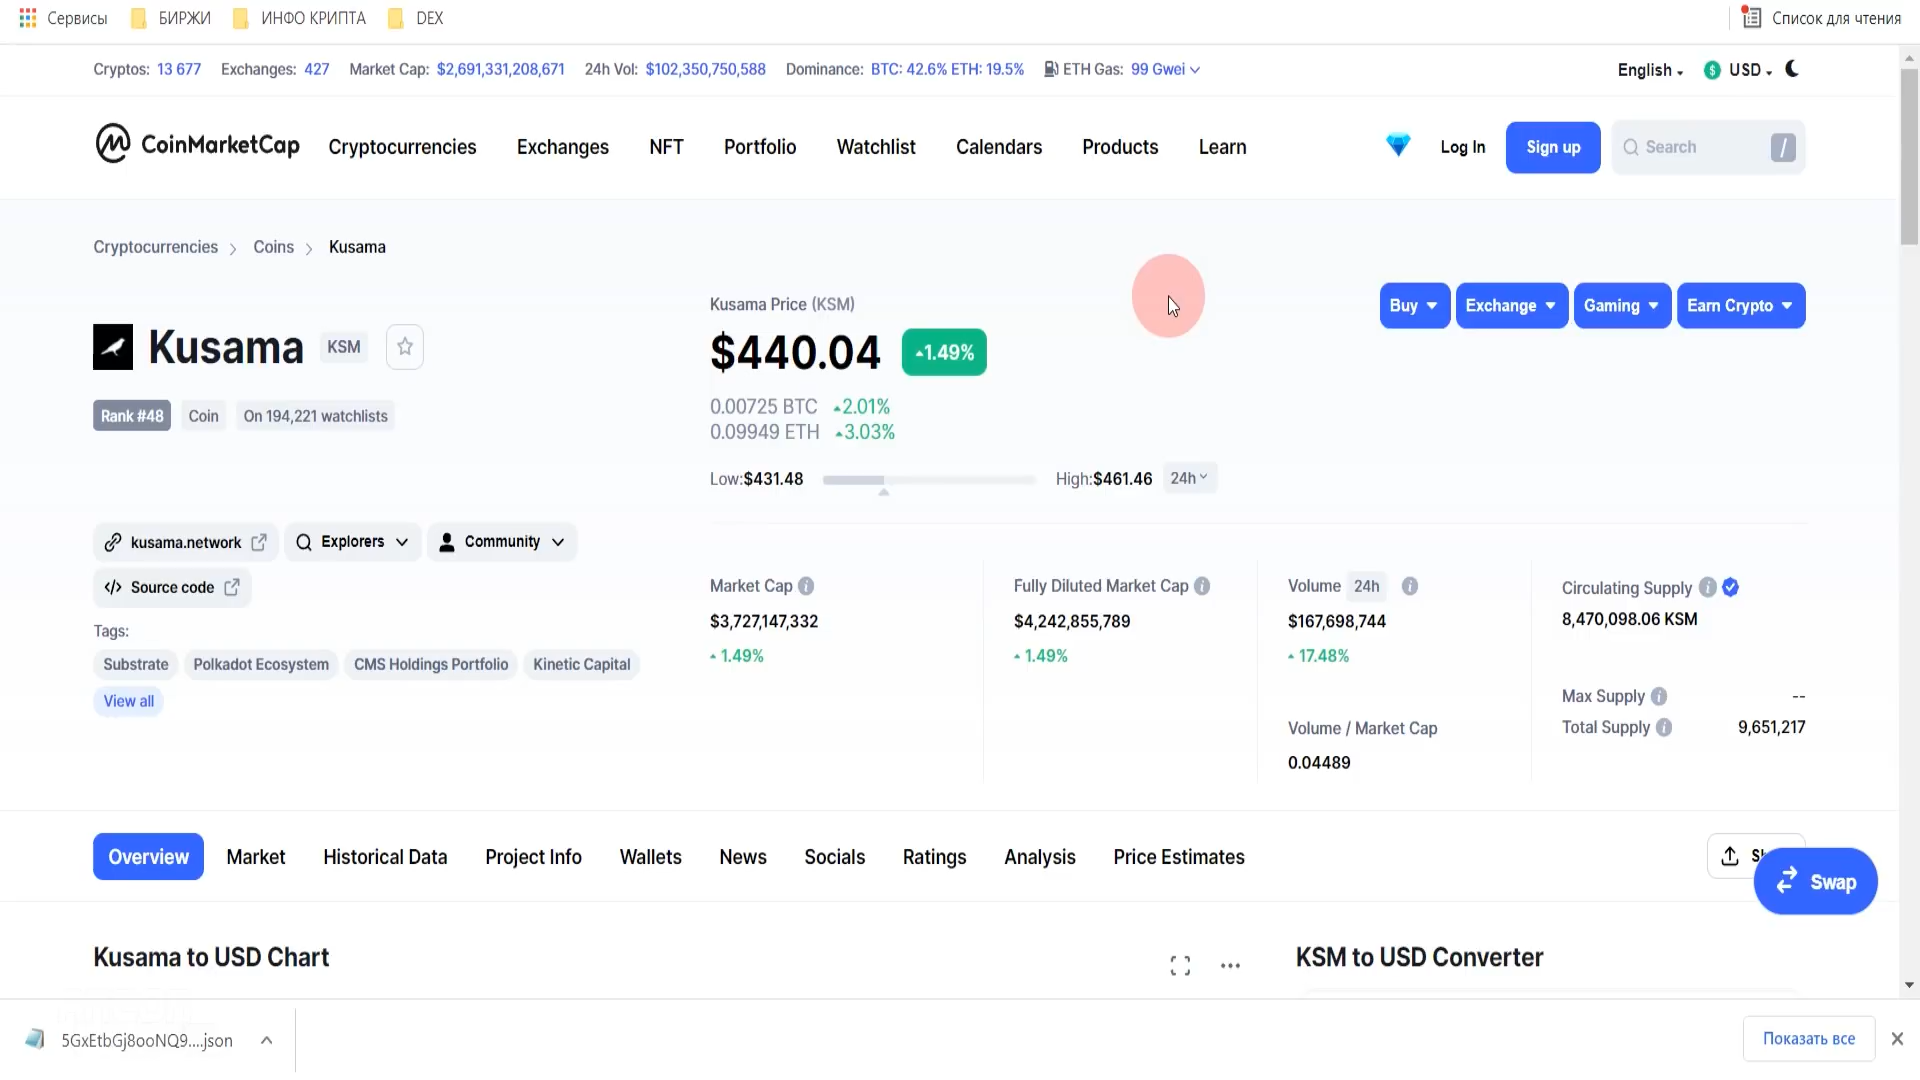 Сервисы БИРЖИ ИНФО КРИПТА DEX Список для чтения
Cryptos: 13 677 Exchanges: 427 Market Cap: $2,691,331,208,671 24h Vol: $102,350,750,588 Dominance: BTC: 42.6% ETH: 19.5% ETH Gas: 99 Gwei English USD
CoinMarketCap Cryptocurrencies Exchanges NFT Portfolio Watchlist Calendars Products Learn Log In Sign up Search /
Cryptocurrencies Coins Kusama
Kusama Price (KSM)
Buy Exchange Gaming Earn Crypto
Kusama KSM
$440.04 1.49%
Rank #48 Coin On 194,221 watchlists
0.00725 BTC 2.01%
0.09949 ETH 3.03%
Low:$431.48 High:$461.46 24h
kusama.network Explorers Community
Source code
Tags:
Substrate Polkadot Ecosystem CMS Holdings Portfolio Kinetic Capital
View all
Market Cap
$3,727,147,332
1.49%
Fully Diluted Market Cap
$4,242,855,789
1.49%
Volume 24h
$167,698,744
17.48%
Volume / Market Cap
0.04489
Circulating Supply
8,470,098.06 KSM
Max Supply --
Total Supply 9,651,217
Overview Market Historical Data Project Info Wallets News Socials Ratings Analysis Price Estimates
Swap
Kusama to USD Chart
KSM to USD Converter
5GxEtbGj8ooNQ9....json Показать все